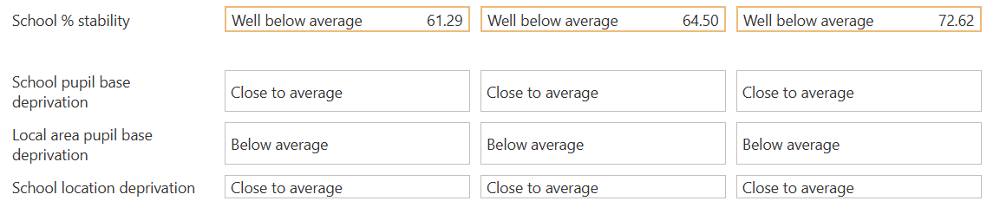 School % stability Well below average 61.29 Well below average 64.50 Well below average 72.62
School pupil base
deprivation Close to average Close to average Close to average
Local area pupil base
deprivation Below average Below average Below average
School location deprivation Close to average Close to average Close to average